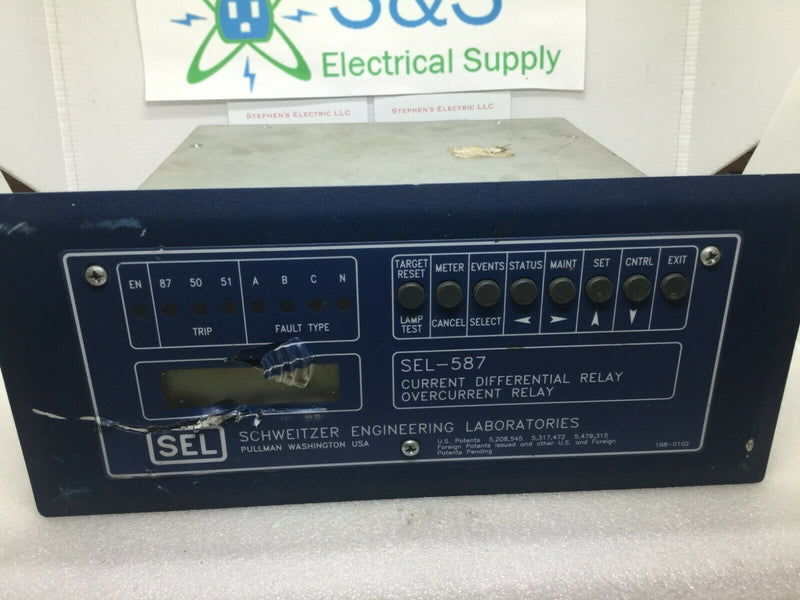 S&S
Electrical Supply
STEPHEN'S ELECTRIC LLC
STEPHEN'S ELECTRIC LLC
EN 87 50 51 A B C N
TRIP FAULT TYPE
TARGET RESET METER EVENTS STATUS MAINT SET CNTRL EXIT
LAMP TEST CANCEL SELECT
SEL-587
CURRENT DIFFERENTIAL RELAY
OVERCURRENT RELAY
SEL
SCHWEITZER ENGINEERING LABORATORIES
PULLMAN WASHINGTON USA
U.S. Patents 5,208,545 5,317,472 5,479,315
Foreign Patents issued and other U.S. and Foreign
Patents Pending
198-0102